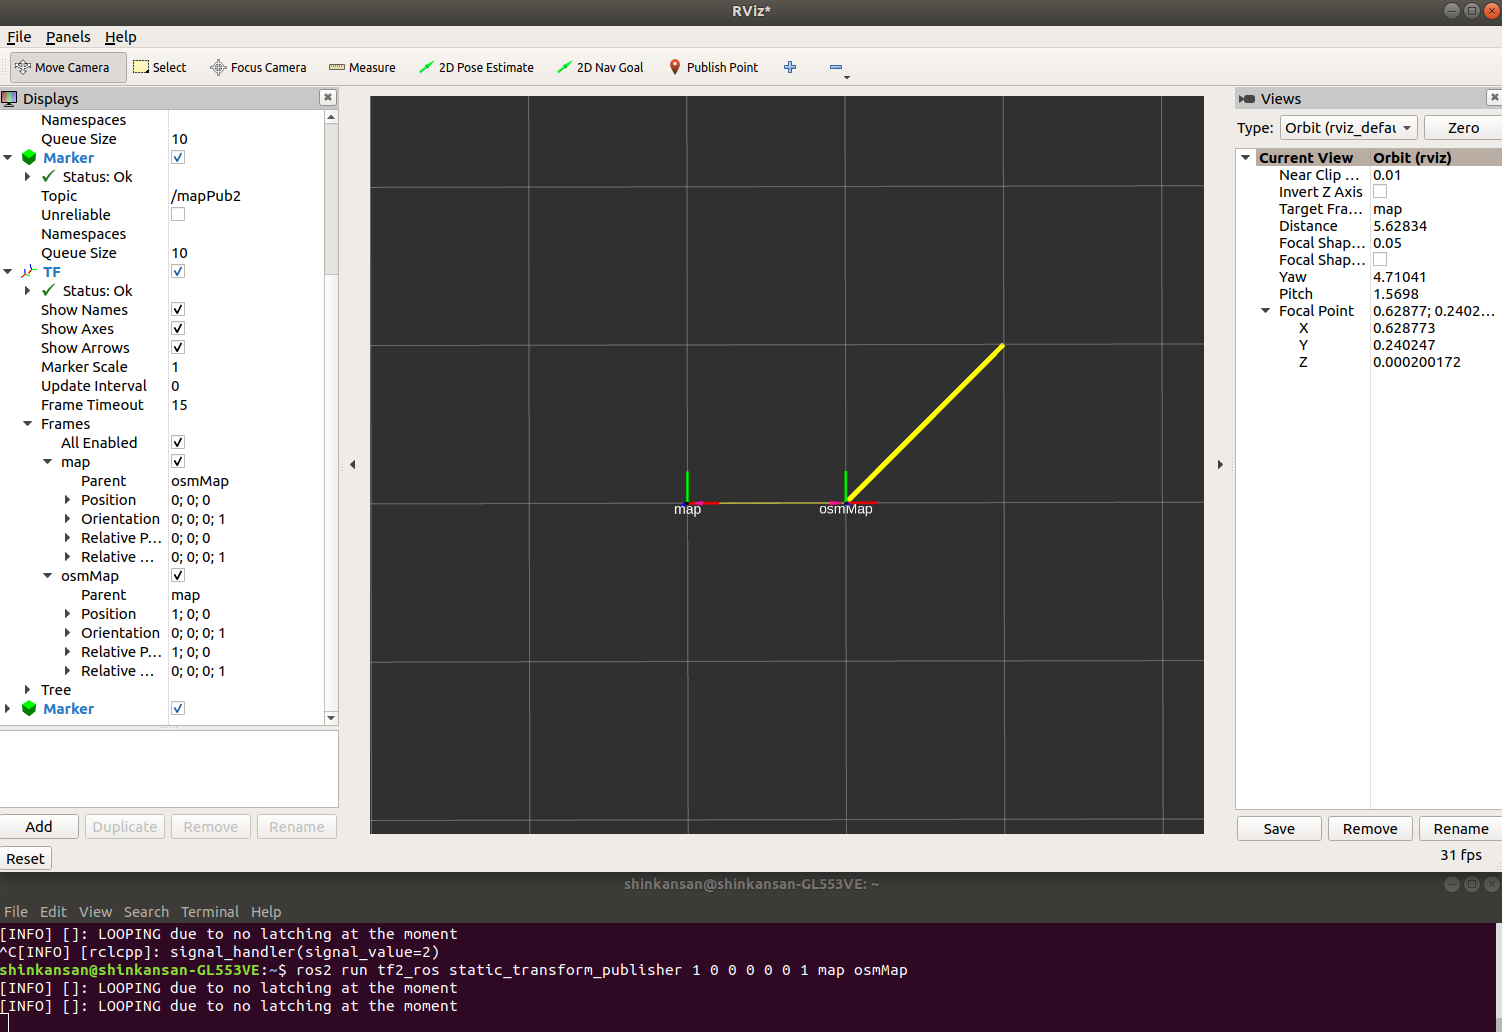 RViz*
File Panels Help
Move Camera Select Focus Camera Measure 2D Pose Estimate 2D Nav Goal Publish Point
Displays
Namespaces
Queue Size 10
Marker
Status: Ok
Topic /mapPub2
Unreliable
Namespaces
Queue Size 10
TF
Status: Ok
Show Names
Show Axes
Show Arrows
Marker Scale 1
Update Interval 0
Frame Timeout 15
Frames
All Enabled
map
Parent osmMap
Position 0; 0; 0
Orientation 0; 0; 0; 1
Relative P... 0; 0; 0
Relative ... 0; 0; 0; 1
osmMap
Parent map
Position 1; 0; 0
Orientation 0; 0; 0; 1
Relative P... 1; 0; 0
Relative ... 0; 0; 0; 1
Tree
Marker
Add Duplicate Remove Rename
Reset
map osmMap
Views
Type: Orbit (rviz_defau Zero
Current View Orbit (rviz)
Near Clip ... 0.01
Invert Z Axis
Target Fra... map
Distance 5.62834
Focal Shap... 0.05
Focal Shap...
Yaw 4.71041
Pitch 1.5698
Focal Point 0.62877; 0.2402...
X 0.628773
Y 0.240247
Z 0.000200172
Save Remove Rename
31 fps
shinkansan@shinkansan-GL553VE: ~
File Edit View Search Terminal Help
[INFO] []: LOOPING due to no latching at the moment
^C[INFO] [rclcpp]: signal_handler(signal_value=2)
shinkansan@shinkansan-GL553VE:~$ ros2 run tf2_ros static_transform_publisher 1 0 0 0 0 0 1 map osmMap
[INFO] []: LOOPING due to no latching at the moment
[INFO] []: LOOPING due to no latching at the moment